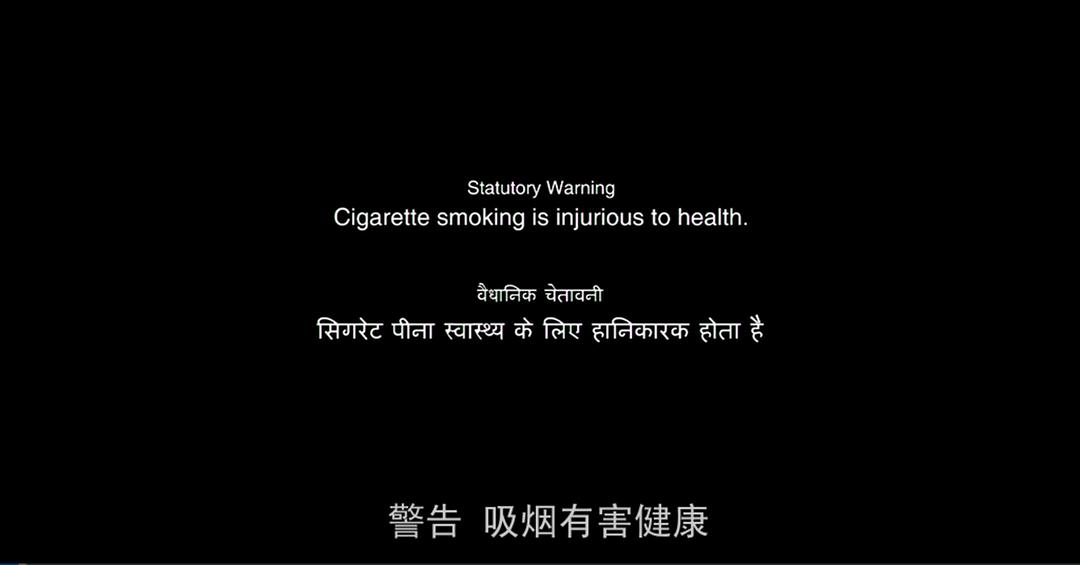 Statutory Warning
Cigarette smoking is injurious to health.
वैधानिक चेतावनी
सिगरेट पीना स्वास्थ्य के लिए हानिकारक होता है
警告 吸烟有害健康